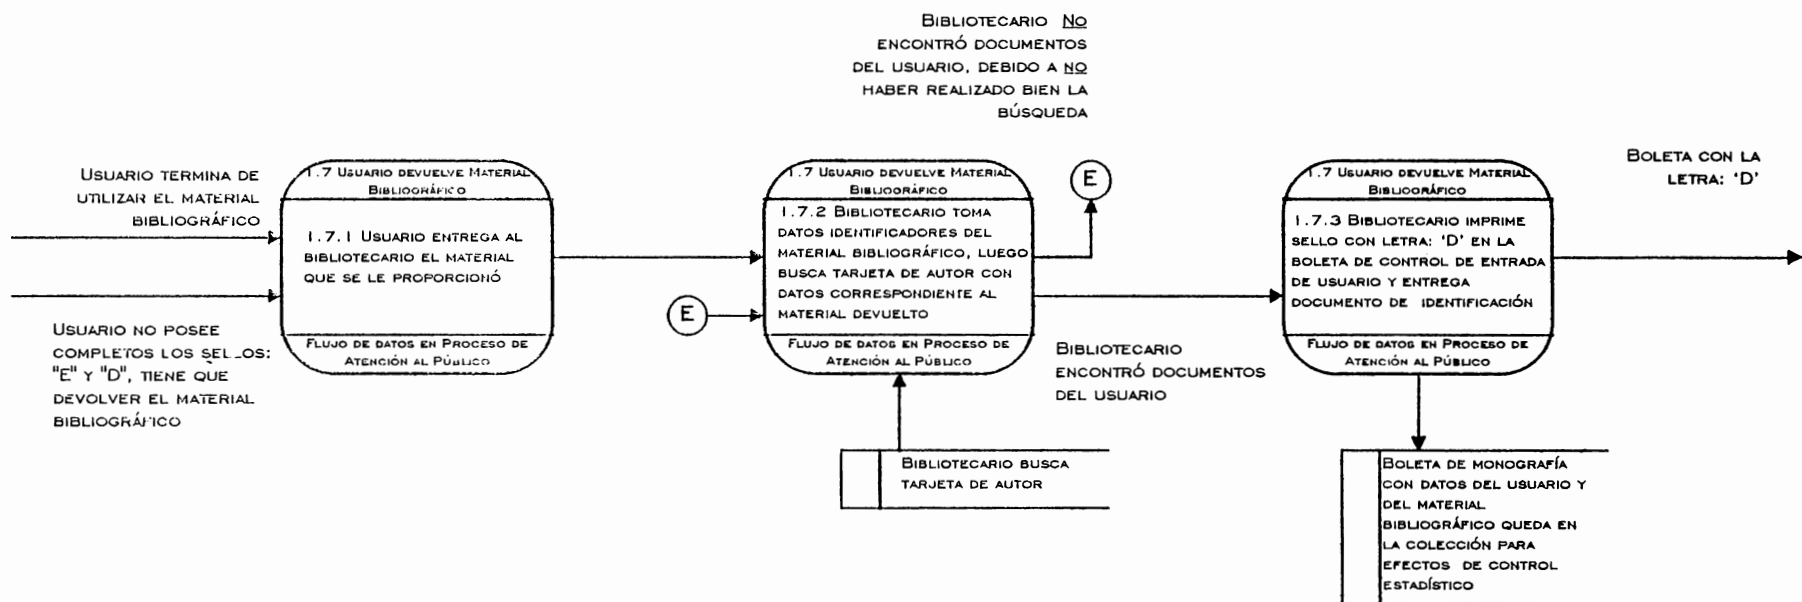 BIBLIOTECARIO NO
ENCONTRÓ DOCUMENTOS
DEL USUARIO, DEBIDO A NO
HABER REALIZADO BIEN LA
BÚSQUEDA
USUARIO TERMINA DE
UTILIZAR EL MATERIAL
BIBLIOGRÁFICO
USUARIO NO POSEE
COMPLETOS LOS SELLOS:
"E" Y "D", TIENE QUE
DEVOLVER EL MATERIAL
BIBLIOGRÁFICO
1.7 USUARIO DEVUELVE MATERIAL
BIBLIOGRÁFICO
1.7.1 USUARIO ENTREGA AL
BIBLIOTECARIO EL MATERIAL
QUE SE LE PROPORCIONÓ
FLUJO DE DATOS EN PROCESO DE
ATENCIÓN AL PÚBLICO
E
1.7 USUARIO DEVUELVE MATERIAL
BIBLIOGRÁFICO
1.7.2 BIBLIOTECARIO TOMA
DATOS IDENTIFICADORES DEL
MATERIAL BIBLIOGRÁFICO, LUEGO
BUSCA TARJETA DE AUTOR CON
DATOS CORRESPONDIENTE AL
MATERIAL DEVUELTO
FLUJO DE DATOS EN PROCESO DE
ATENCIÓN AL PÚBLICO
E
BIBLIOTECARIO
ENCONTRÓ DOCUMENTOS
DEL USUARIO
BIBLIOTECARIO BUSCA
TARJETA DE AUTOR
1.7 USUARIO DEVUELVE MATERIAL
BIBLIOGRÁFICO
1.7.3 BIBLIOTECARIO IMPRIME
SELLO CON LETRA: 'D' EN LA
BOLETA DE CONTROL DE ENTRADA
DE USUARIO Y ENTREGA
DOCUMENTO DE IDENTIFICACIÓN
FLUJO DE DATOS EN PROCESO DE
ATENCIÓN AL PÚBLICO
BOLETA CON LA
LETRA: 'D'
BOLETA DE MONOGRAFÍA
CON DATOS DEL USUARIO Y
DEL MATERIAL
BIBLIOGRÁFICO QUEDA EN
LA COLECCIÓN PARA
EFECTOS DE CONTROL
ESTADÍSTICO